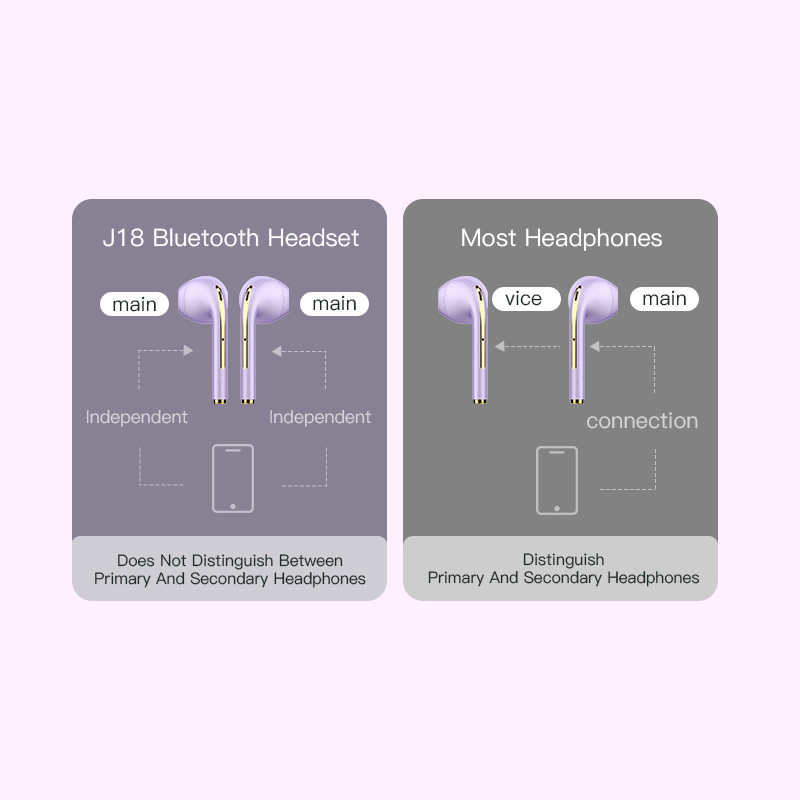 J18 Bluetooth Headset
main
main
Independent
Independent
Does Not Distinguish Between
Primary And Secondary Headphones
Most Headphones
vice
main
connection
Distinguish
Primary And Secondary Headphones